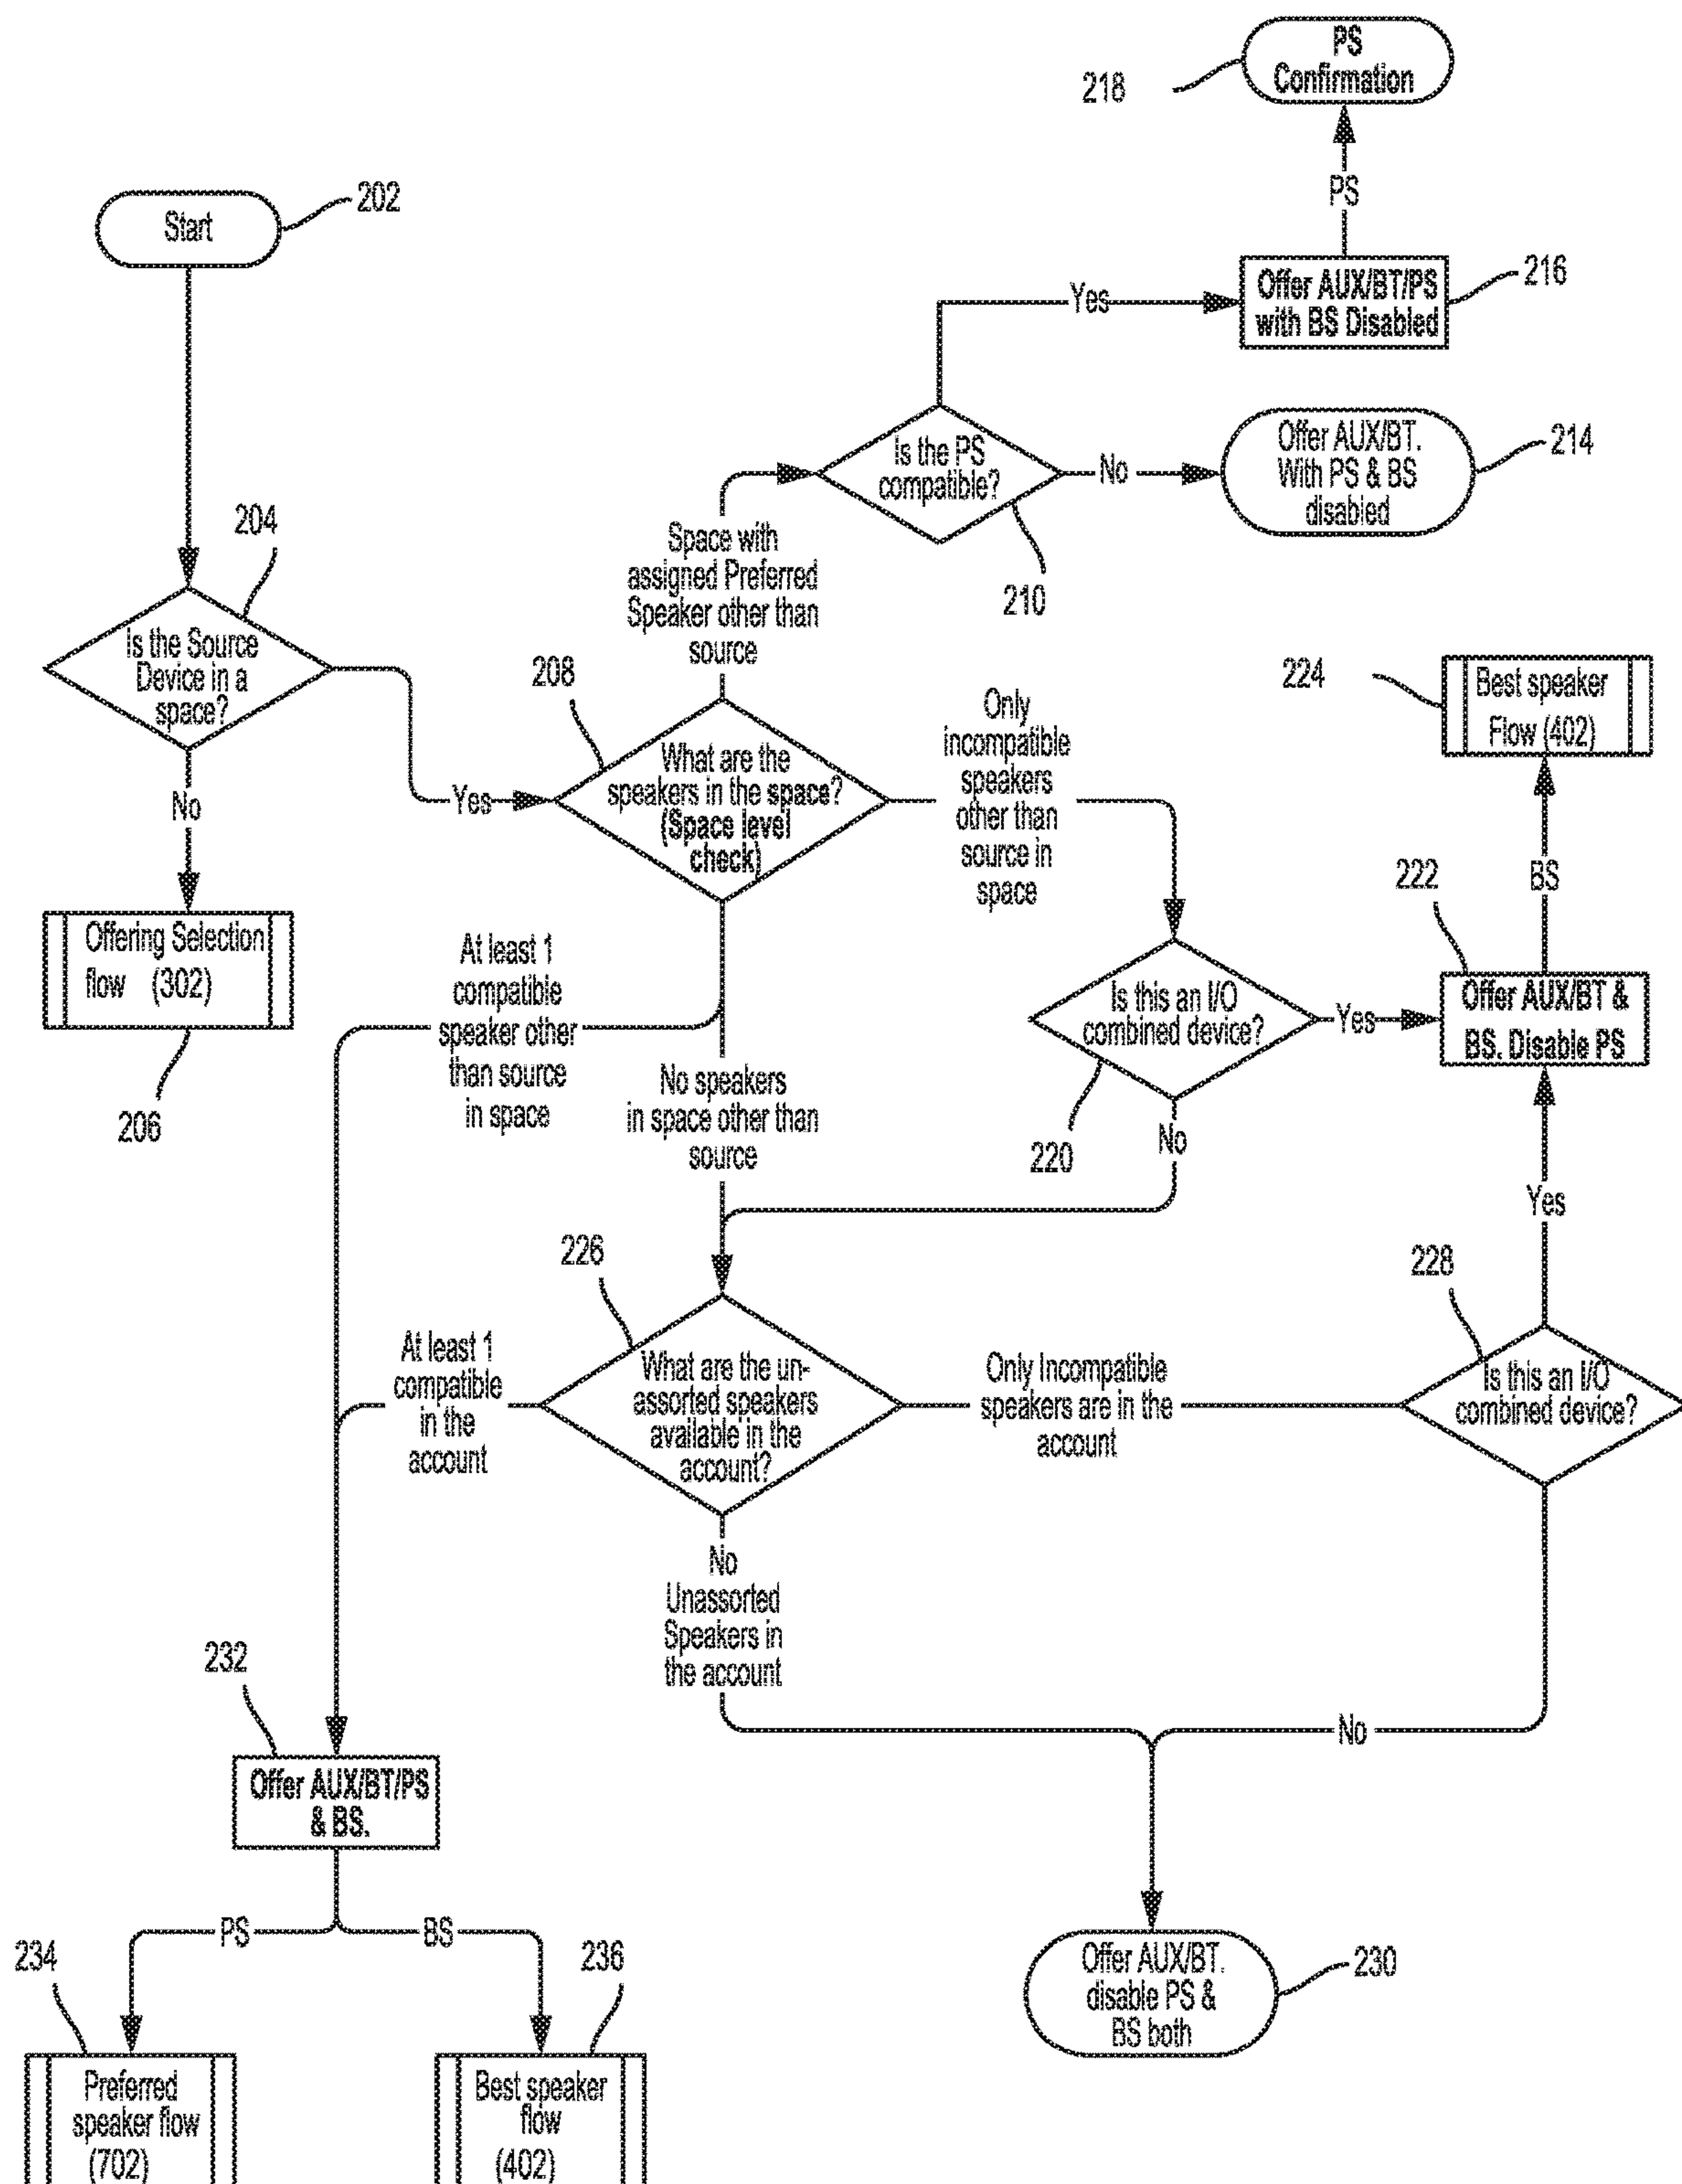 PS
Confirmation
218
PS
Start
202
Offer AUX/BT/PS
with BS Disabled
216
Yes
Is the PS
compatible?
210
No
Offer AUX/BT.
With PS & BS
disabled
214
204
Is the Source
Device in a
space?
Yes
No
Offering Selection
flow (302)
206
Space with
assigned Preferred
Speaker other than
source
208
What are the
speakers in the space?
(Space level
check)
Only
incompatible
speakers
other than
source in
space
224
Best speaker
Flow (402)
BS
222
Offer AUX/BT &
BS. Disable PS
Is this an I/O
combined device?
Yes
220
No
At least 1
compatible
speaker other
than source
in space
No speakers
in space other than
source
Yes
226
What are the un-
assorted speakers
available in the
account?
At least 1
compatible
in the
account
Only Incompatible
speakers are in the
account
228
Is this an I/O
combined device?
No
Unassorted
Speakers in
the account
No
232
Offer AUX/BT/PS
& BS.
PS
BS
234
Preferred
speaker flow
(702)
236
Best speaker
flow
(402)
Offer AUX/BT.
disable PS &
BS both
230